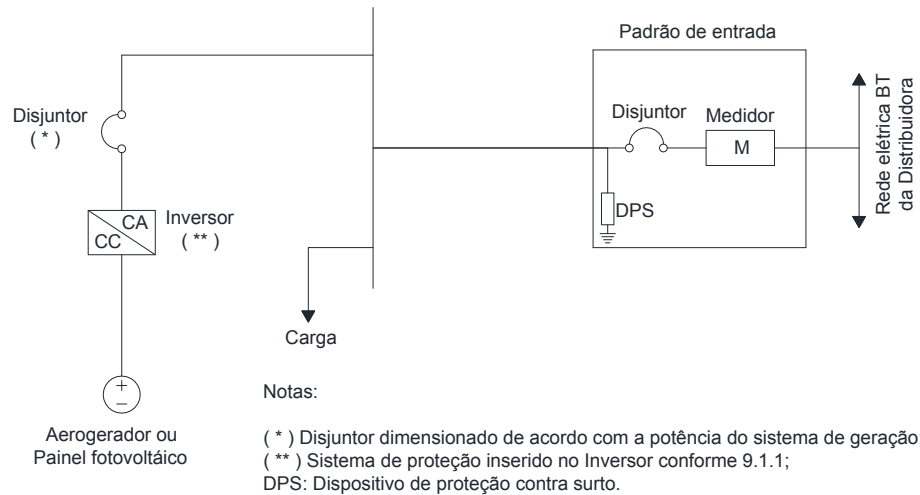 Padrão de entrada
Disjuntor
( * )
Disjuntor
Medidor
M
Rede elétrica BT
da Distribuidora
CA
CC
Inversor
( ** )
DPS
Carga
+
–
Aerogerador ou
Painel fotovoltáico
Notas:
( * ) Disjuntor dimensionado de acordo com a potência do sistema de geração
( ** ) Sistema de proteção inserido no Inversor conforme 9.1.1;
DPS: Dispositivo de proteção contra surto.